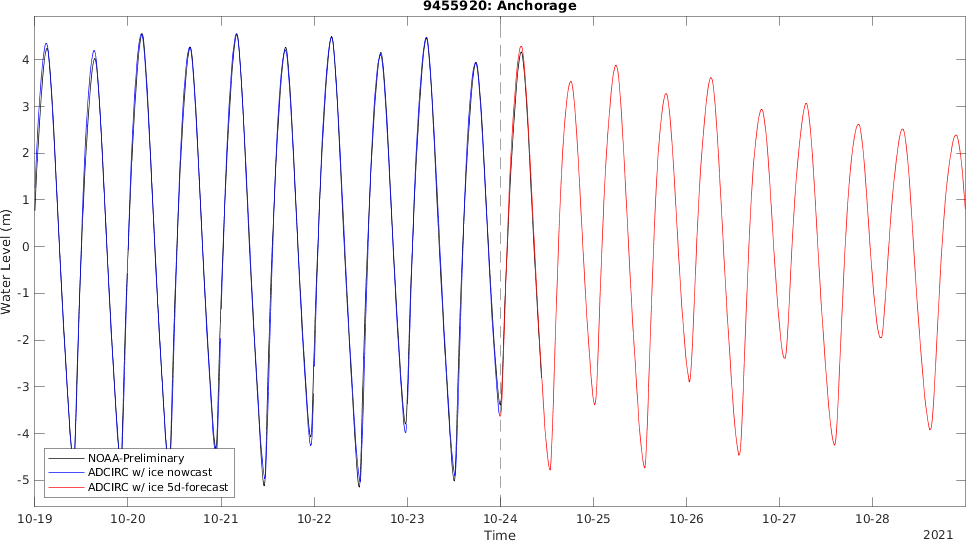 9455920: Anchorage
Water Level (m)
4
3
2
1
0
-1
-2
-3
-4
-5
NOAA-Preliminary
ADCIRC w/ ice nowcast
ADCIRC w/ ice 5d-forecast
10-19 10-20 10-21 10-22 10-23 10-24 10-25 10-26 10-27 10-28
Time
2021